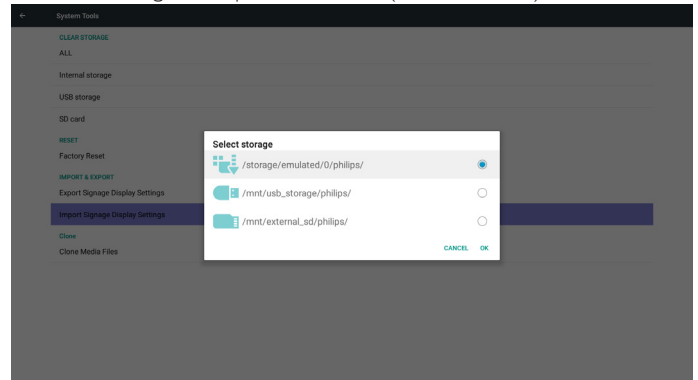 System Tools
CLEAR STORAGE
ALL
Internal storage
USB storage
SD card
RESET
Factory Reset
IMPORT & EXPORT
Export Signage Display Settings
Import Signage Display Settings
Clone
Clone Media Files
Select storage
/storage/emulated/0/philips/
/mnt/usb_storage/philips/
/mnt/external_sd/philips/
CANCEL OK